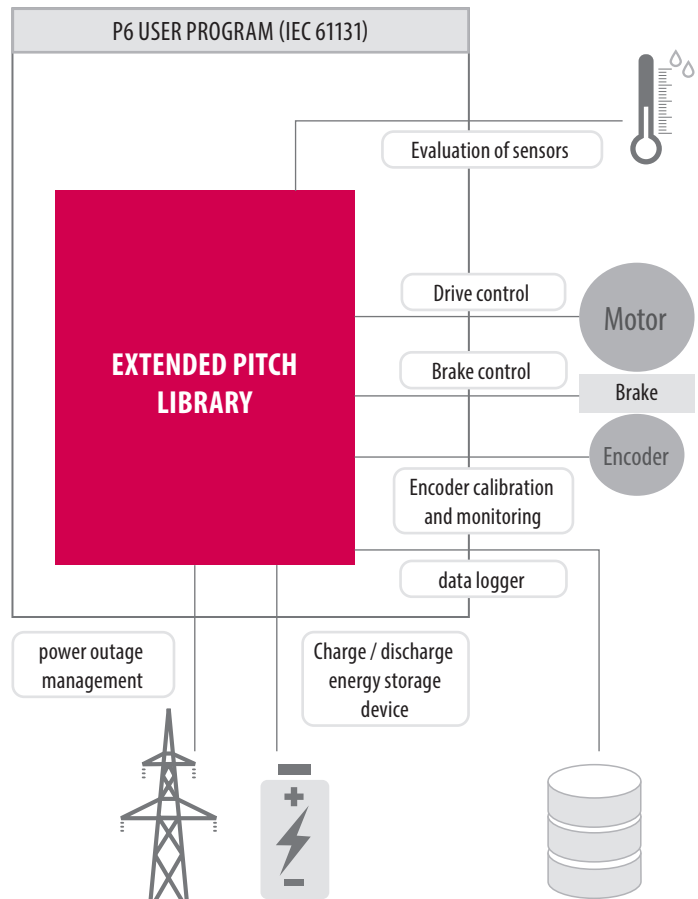 P6 USER PROGRAM (IEC 61131)
Evaluation of sensors
Drive control
Motor
EXTENDED PITCH
LIBRARY
Brake control
Brake
Encoder
Encoder calibration
and monitoring
data logger
power outage
management
Charge / discharge
energy storage
device